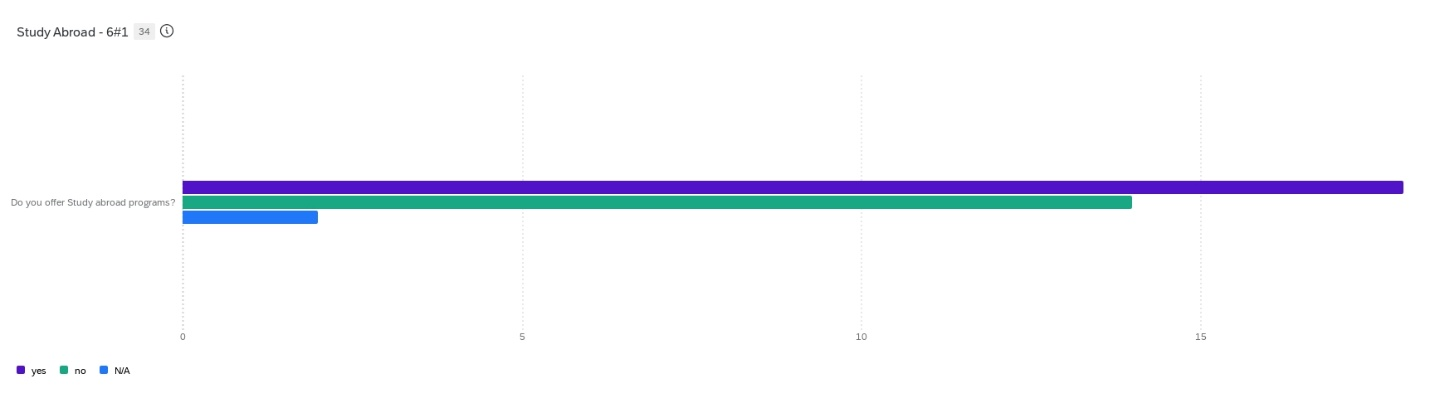 Study Abroad - 6#1 34
Do you offer Study abroad programs?
0 5 10 15
yes no N/A